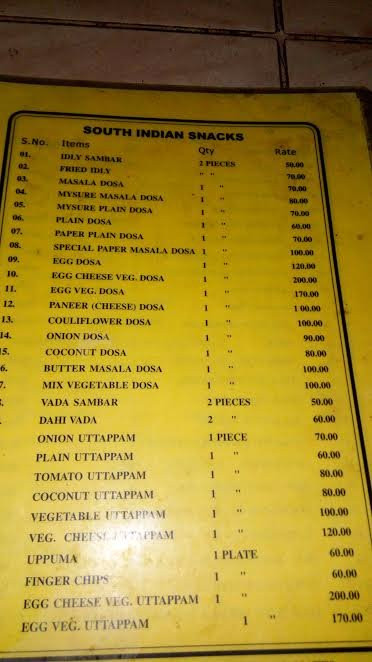 SOUTH INDIAN SNACKS
S.No. Items Qty Rate
01. IDLY SAMBAR 2 PIECES 50.00
02. FRIED IDLY " " 70.00
03. MASALA DOSA 1 " 70.00
04. MYSURE MASALA DOSA 1 " 80.00
05. MYSURE PLAIN DOSA 1 " 70.00
06. PLAIN DOSA 1 " 60.00
07. PAPER PLAIN DOSA 1 " 70.00
08. SPECIAL PAPER MASALA DOSA 1 " 100.00
09. EGG DOSA 1 " 120.00
10. EGG CHEESE VEG. DOSA 1 " 200.00
11. EGG VEG. DOSA 1 " 170.00
12. PANEER (CHEESE) DOSA 1 " 1 00.00
13. COULIFLOWER DOSA 1 " 100.00
14. ONION DOSA 1 " 90.00
5. COCONUT DOSA 1 " 80.00
6. BUTTER MASALA DOSA 1 " 100.00
7. MIX VEGETABLE DOSA 1 " 100.00
VADA SAMBAR 2 PIECES 50.00
DAHI VADA 2 " 60.00
ONION UTTAPPAM 1 PIECE 70.00
PLAIN UTTAPPAM 1 " 60.00
TOMATO UTTAPPAM 1 " 80.00
COCONUT UTTAPPAM 1 " 80.00
VEGETABLE UTTAPPAM 1 " 100.00
VEG. CHEESE UTTAPPAM 1 " 120.00
UPPUMA 1 PLATE 60.00
FINGER CHIPS 1 " 60.00
EGG CHEESE VEG. UTTAPPAM 1 " 200.00
EGG VEG. UTTAPPAM 1 " 170.00